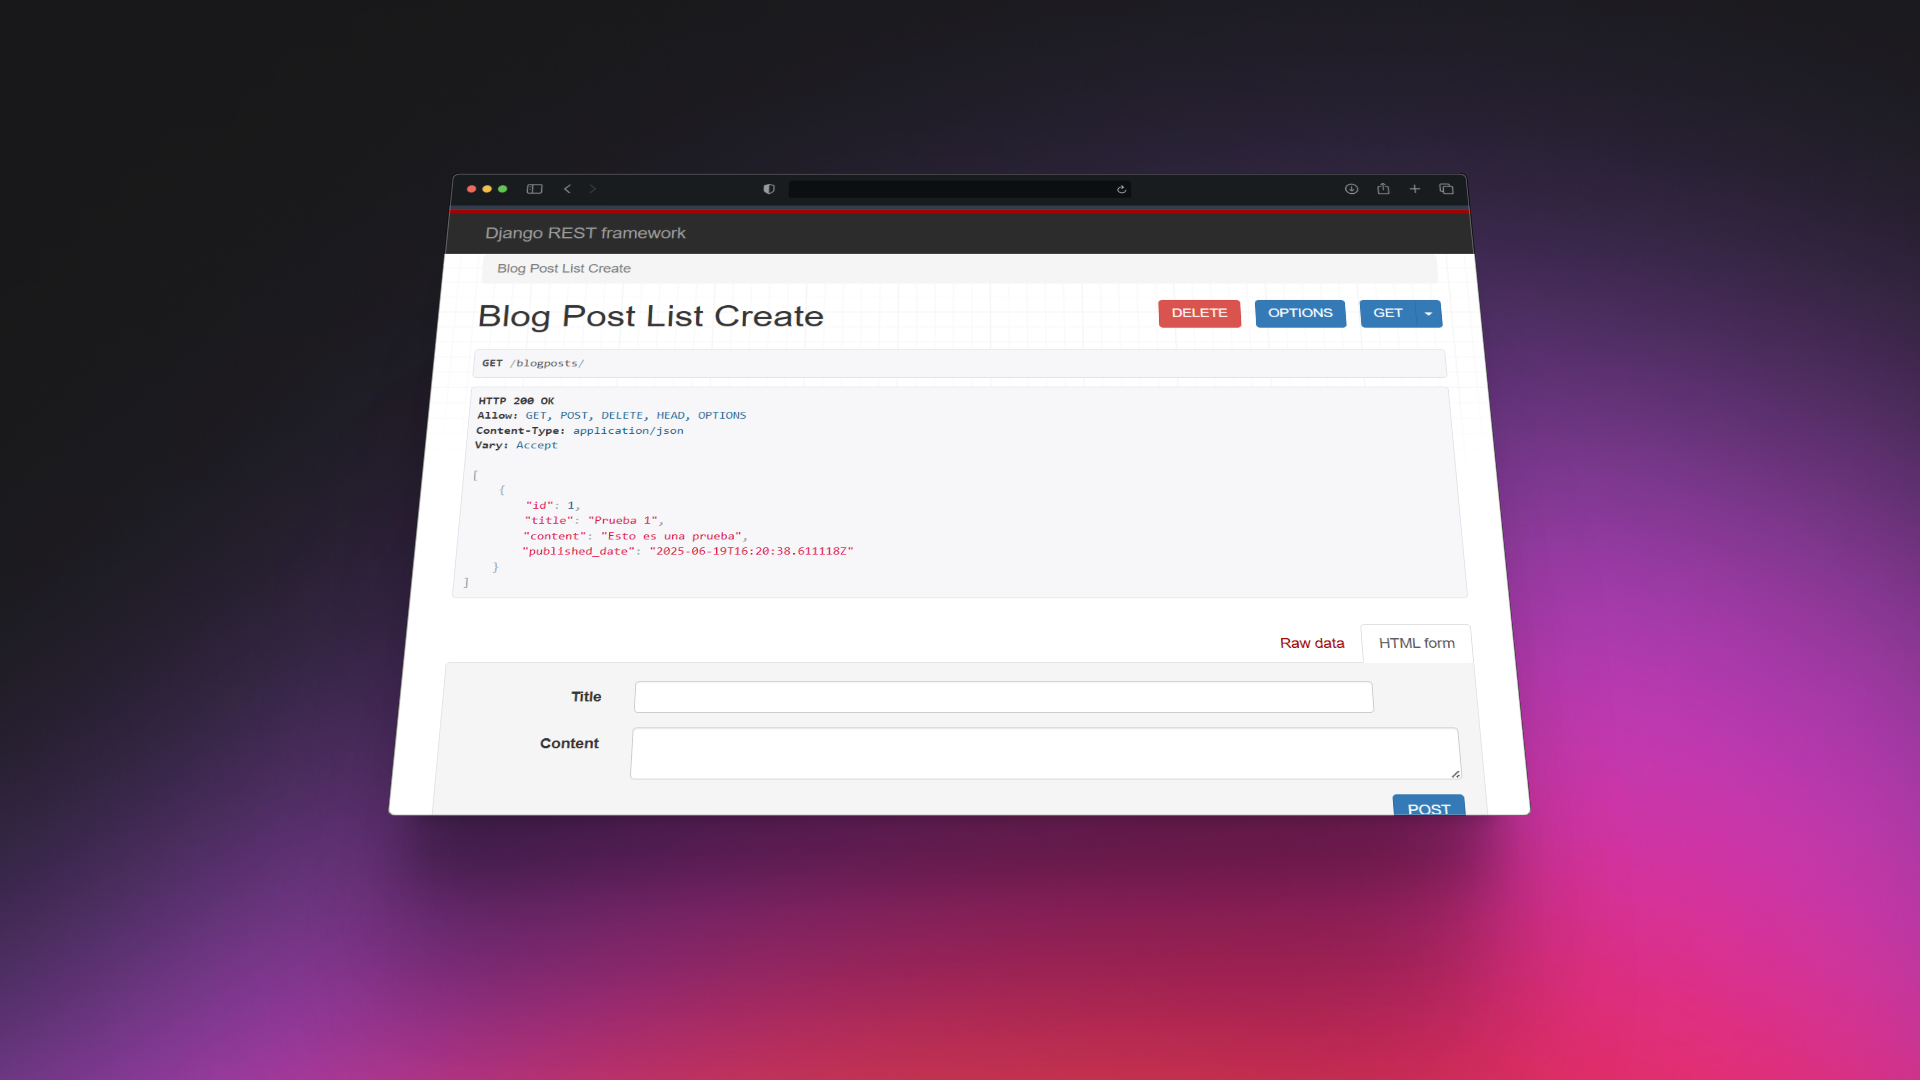 Django REST framework
Blog Post List Create
Blog Post List Create
DELETE
OPTIONS
GET
GET /blogposts/
HTTP 200 OK
Allow: GET, POST, DELETE, HEAD, OPTIONS
Content-Type: application/json
Vary: Accept
[
{
"id": 1,
"title": "Prueba 1",
"content": "Esto es una prueba",
"published_date": "2025-06-19T16:20:38.611118Z"
}
]
Raw data
HTML form
Title
Content
POST